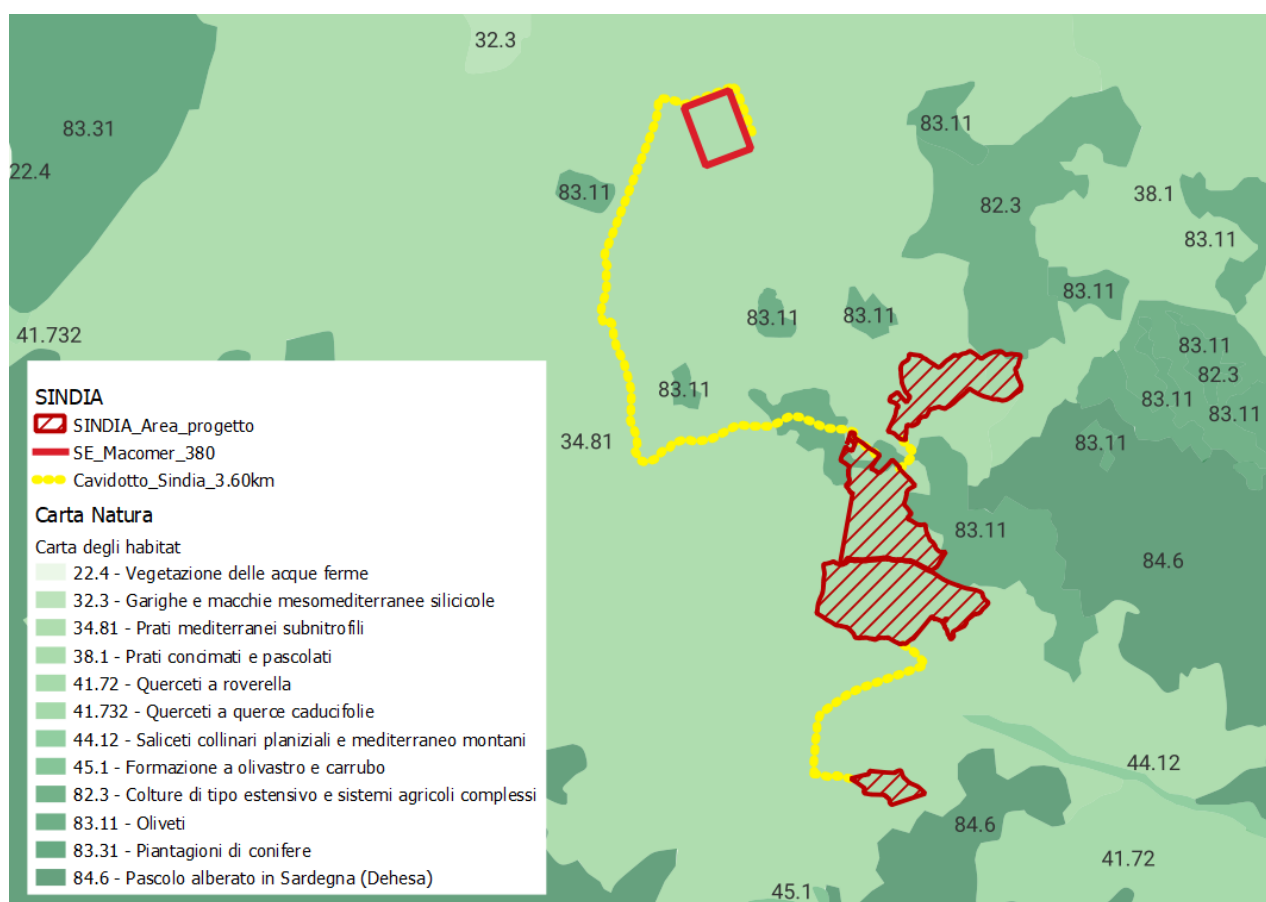 32.3
83.31
83.11
22.4
83.11
38.1
82.3
83.11
83.11
83.11
83.11
41.732
83.11
82.3
83.11
83.11
83.11
34.81
83.11
83.11
84.6
44.12
84.6
41.72
45.1
SINDIA
SINDIA_Area_progetto
SE_Macomer_380
Cavidotto_Sindia_3.60km
Carta Natura
Carta degli habitat
22.4 - Vegetazione delle acque ferme
32.3 - Garighe e macchie mesomediterranee silicicole
34.81 - Prati mediterranei subnitrofili
38.1 - Prati concimati e pascolati
41.72 - Querceti a roverella
41.732 - Querceti a querce caducifolie
44.12 - Saliceti collinari planiziali e mediterraneo montani
45.1 - Formazione a olivastro e carrubo
82.3 - Colture di tipo estensivo e sistemi agricoli complessi
83.11 - Oliveti
83.31 - Piantagioni di conifere
84.6 - Pascolo alberato in Sardegna (Dehesa)